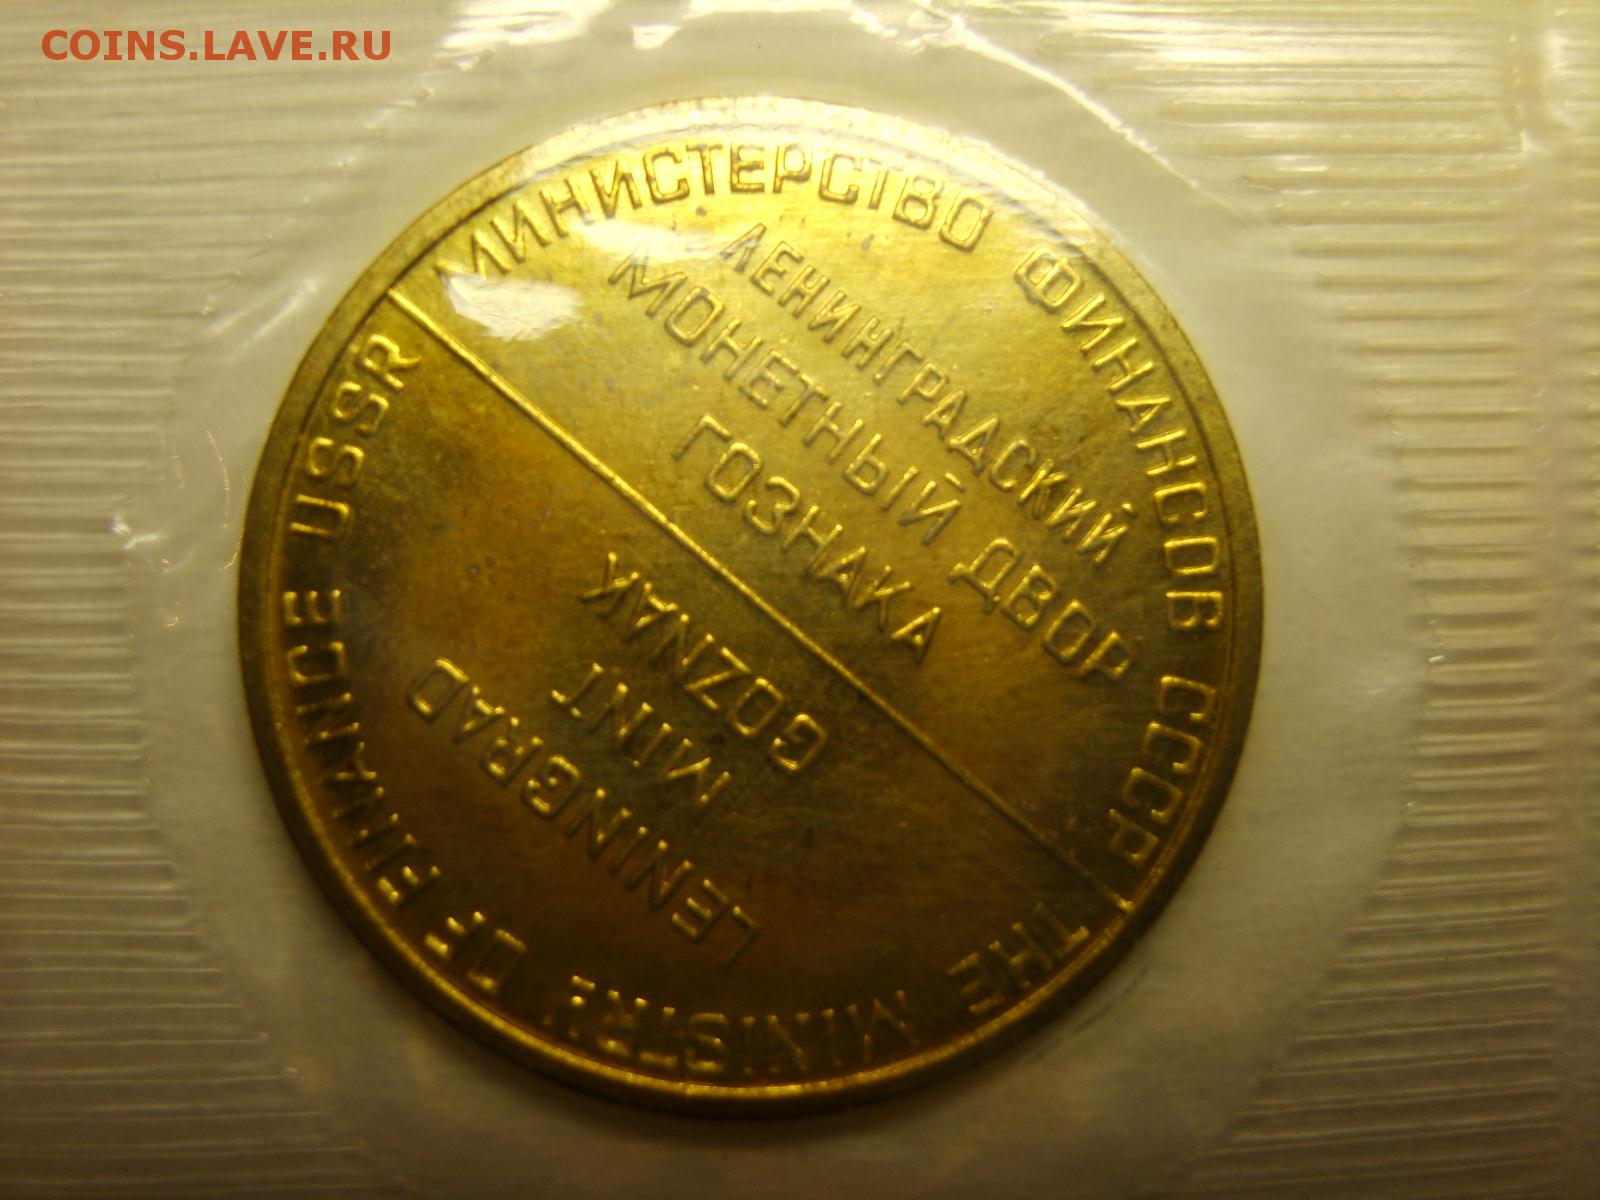 COINS.LAVE.RU
МИНИСТЕРСТВО ФИНАНСОВ СССР
ЛЕНИНГРАДСКИЙ
МОНЕТНЫЙ ДВОР
ГОЗНАКА
THE MINISTRY OF FINANCE USSR
LENINGRAD
MINT
GOZNAK